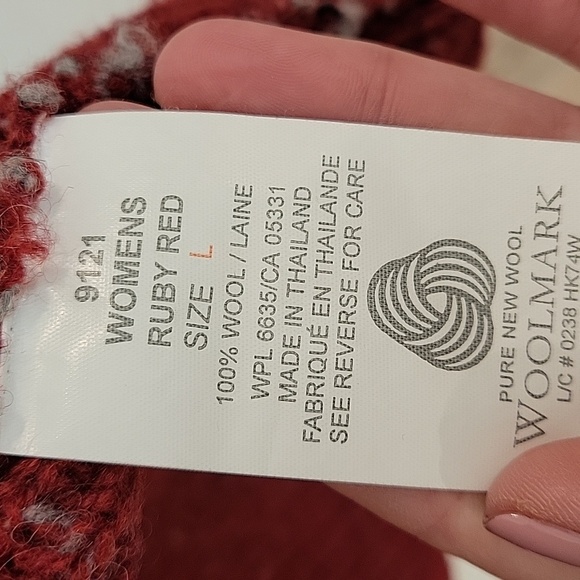 9121
WOMENS
RUBY RED
SIZE L
100% WOOL / LAINE
WPL 6635/CA 05331
MADE IN THAILAND
FABRIQUÉ EN THAILANDE
SEE REVERSE FOR CARE
PURE NEW WOOL
WOOLMARK
L/C # 0238 HK74W